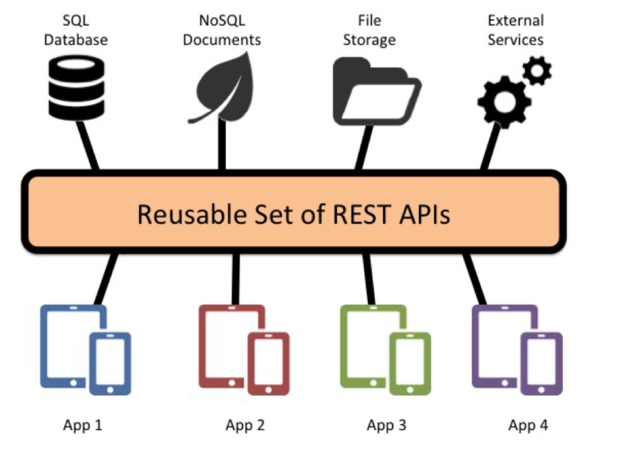 SQL
Database
NoSQL
Documents
File
Storage
External
Services
Reusable Set of REST APIs
App 1
App 2
App 3
App 4